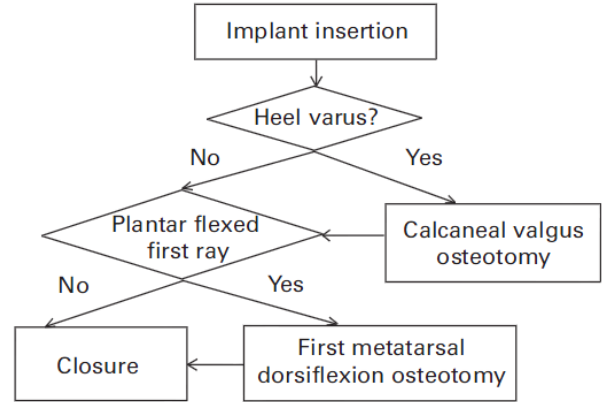 Implant insertion
Heel varus?
No
Yes
Plantar flexed
first ray
Calcaneal valgus
osteotomy
No
Yes
Closure
First metatarsal
dorsiflexion osteotomy